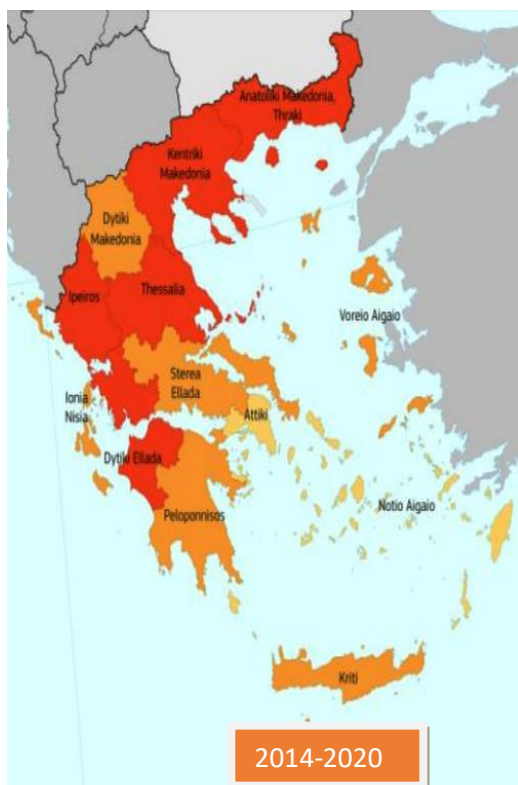 Anatoliki Makedonia,
Thraki
Kentriki
Makedonia
Dytiki
Makedonia
Ipeiros
Thessalia
Voreio Aigaio
Sterea
Ellada
Ionia
Nisia
Attiki
Dytiki Ellada
Notio Aigaio
Peloponnisos
Kriti
2014-2020